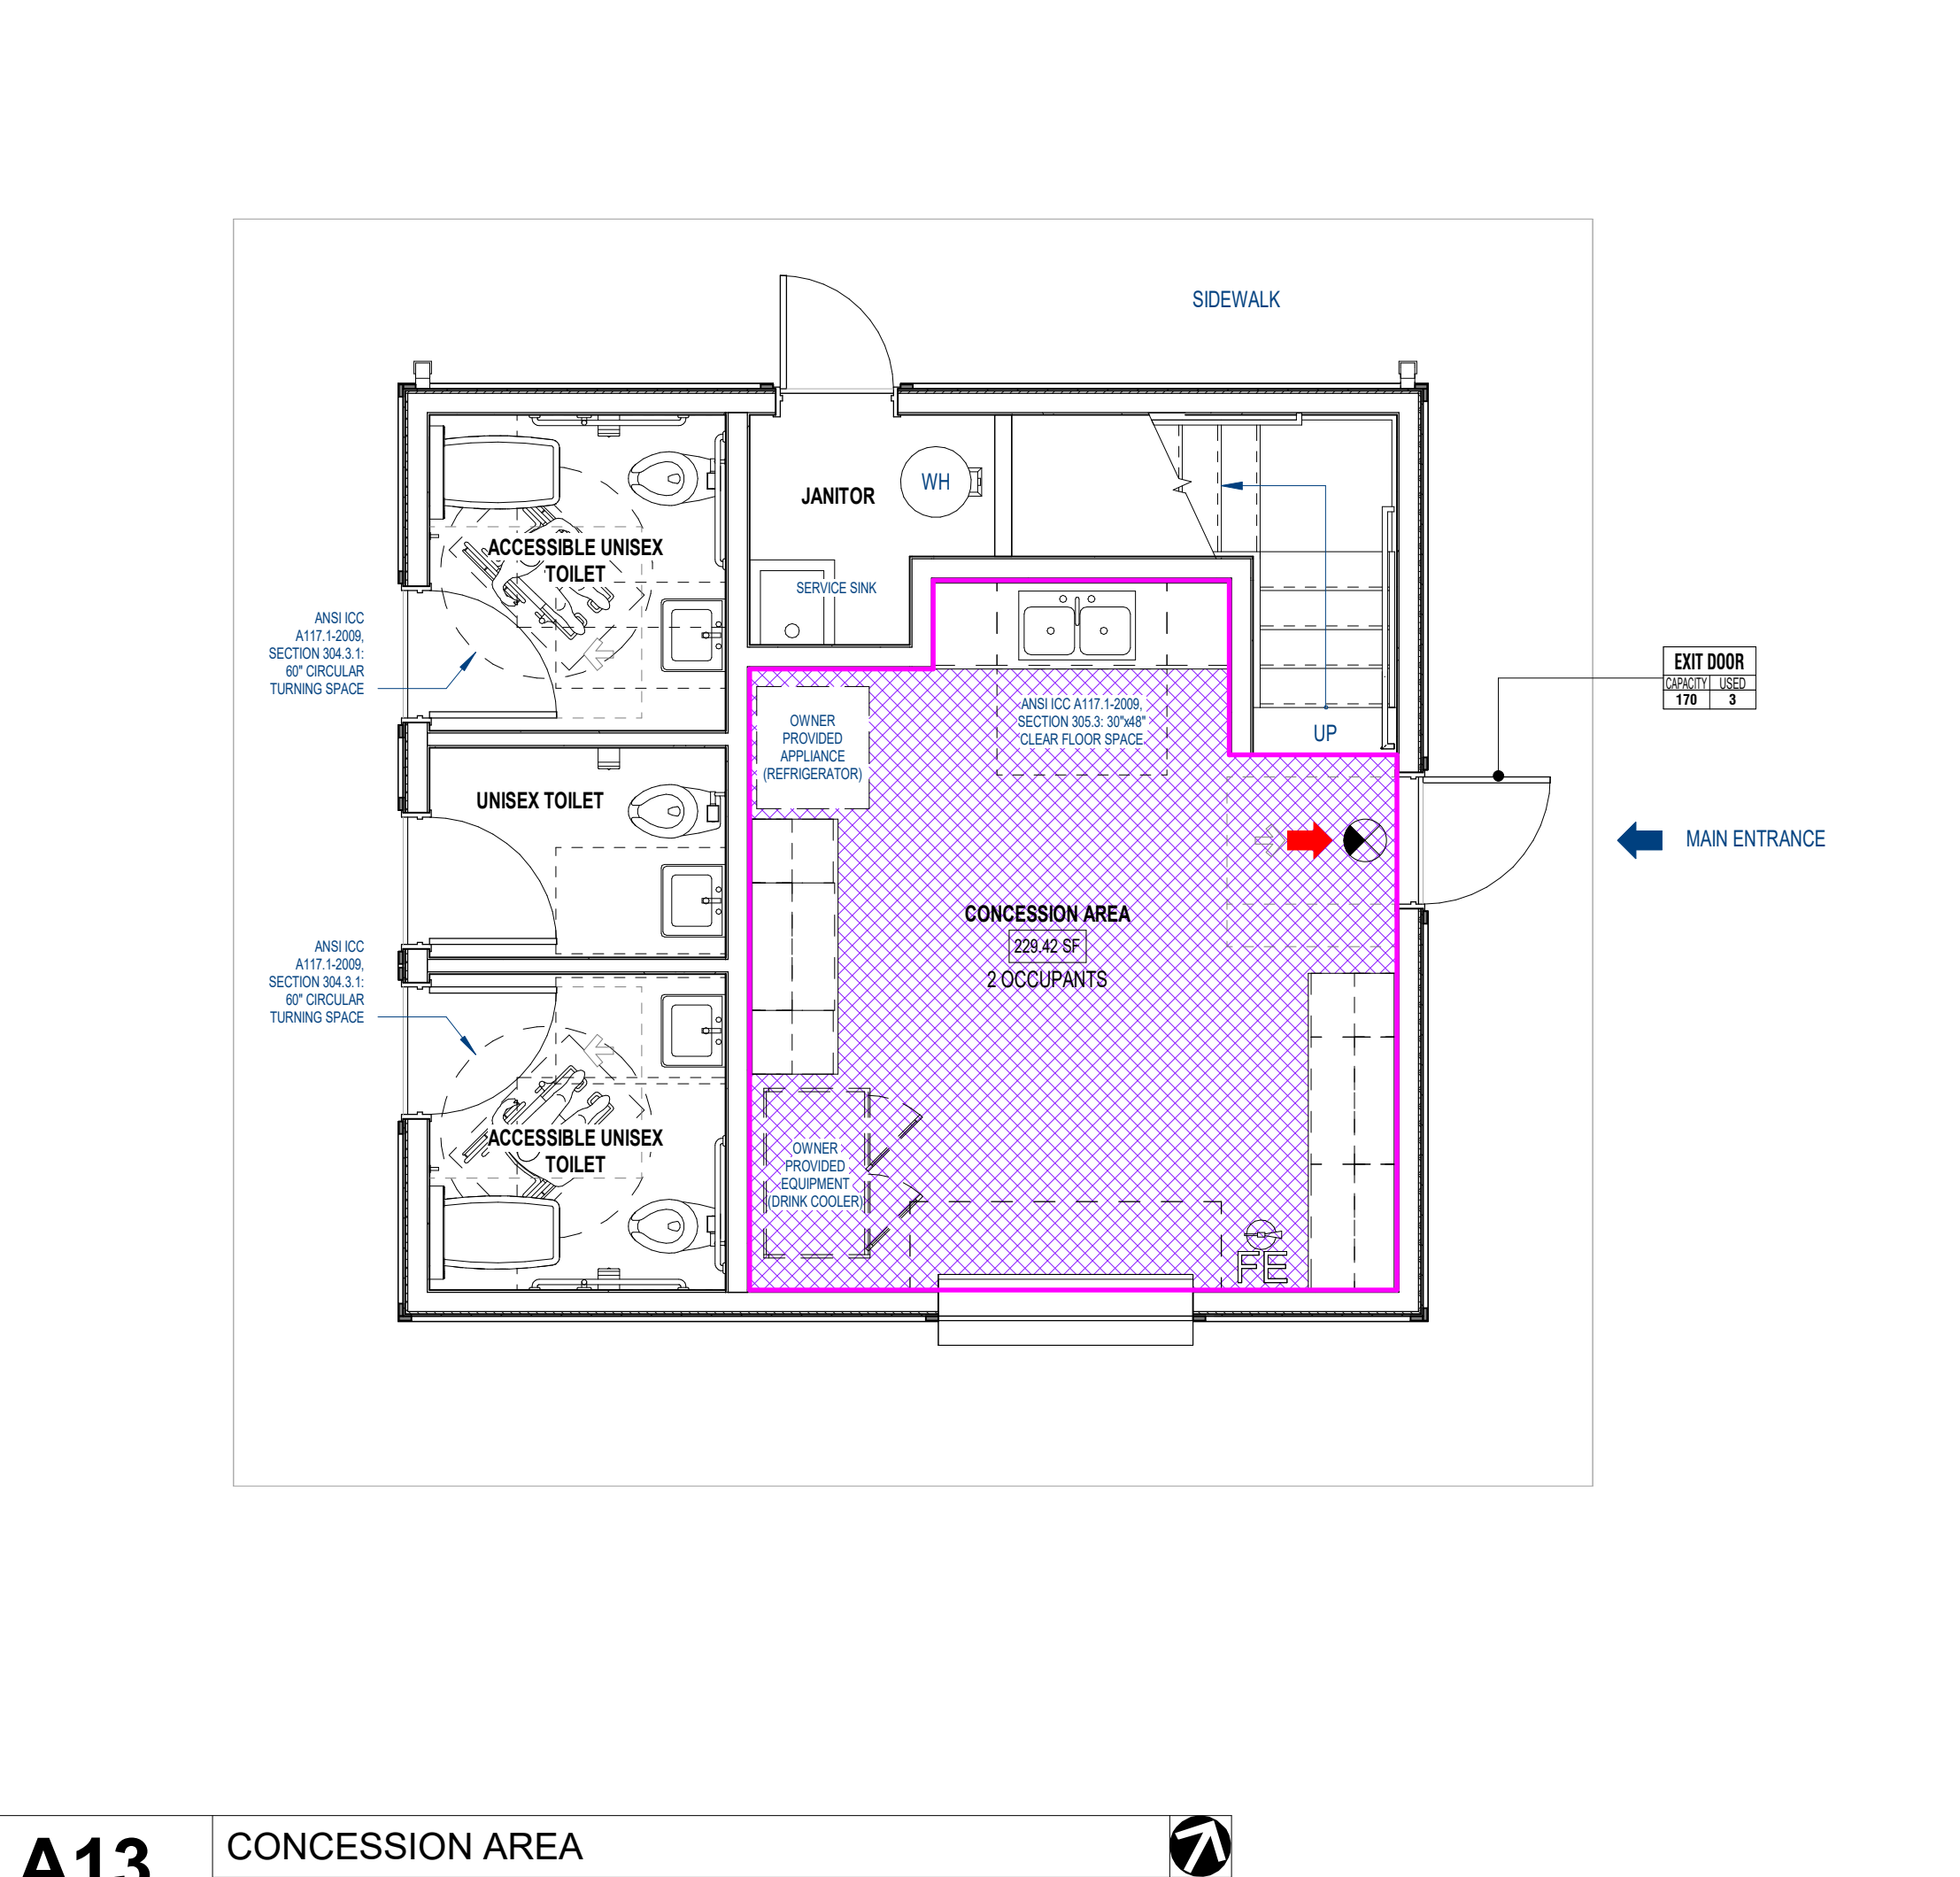 SIDEWALK
WH
JANITOR
ACCESSIBLE UNISEX
TOILET
SERVICE SINK
ANSI ICC
A117.1-2009,
SECTION 304.3.1:
60" CIRCULAR
TURNING SPACE
EXIT DOOR
CAPACITY USED
170 3
OWNER
PROVIDED
APPLIANCE
(REFRIGERATOR)
ANSI ICC A117.1-2009,
SECTION 305.3: 30"x48"
CLEAR FLOOR SPACE
UP
UNISEX TOILET
MAIN ENTRANCE
CONCESSION AREA
229.42 SF
2 OCCUPANTS
ANSI ICC
A117.1-2009,
SECTION 304.3.1:
60" CIRCULAR
TURNING SPACE
ACCESSIBLE UNISEX
TOILET
OWNER
PROVIDED
EQUIPMENT
(DRINK COOLER)
FE
A13
CONCESSION AREA